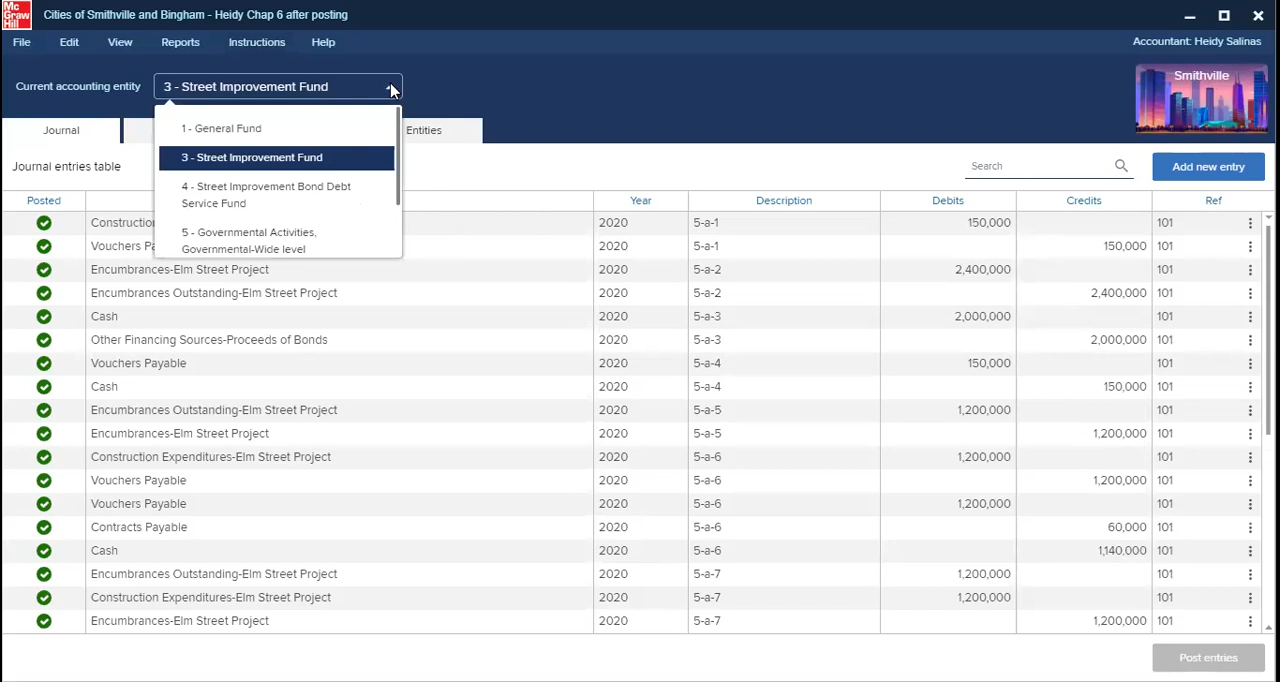 Mc Graw Hill
Cities of Smithville and Bingham - Heidy Chap 6 after posting
File Edit View Reports Instructions Help Accountant: Heidy Salinas
Current accounting entity 3 - Street Improvement Fund
Smithville
1 - General Fund
3 - Street Improvement Fund
4 - Street Improvement Bond Debt
Service Fund
5 - Governmental Activities,
Governmental-Wide level
Journal Entities
Journal entries table Search Add new entry
Posted Year Description Debits Credits Ref
Construction 2020 5-a-1 150,000 101
Vouchers Pa 2020 5-a-1 150,000 101
Encumbrances-Elm Street Project 2020 5-a-2 2,400,000 101
Encumbrances Outstanding-Elm Street Project 2020 5-a-2 2,400,000 101
Cash 2020 5-a-3 2,000,000 101
Other Financing Sources-Proceeds of Bonds 2020 5-a-3 2,000,000 101
Vouchers Payable 2020 5-a-4 150,000 101
Cash 2020 5-a-4 150,000 101
Encumbrances Outstanding-Elm Street Project 2020 5-a-5 1,200,000 101
Encumbrances-Elm Street Project 2020 5-a-5 1,200,000 101
Construction Expenditures-Elm Street Project 2020 5-a-6 1,200,000 101
Vouchers Payable 2020 5-a-6 1,200,000 101
Vouchers Payable 2020 5-a-6 1,200,000 101
Contracts Payable 2020 5-a-6 60,000 101
Cash 2020 5-a-6 1,140,000 101
Encumbrances Outstanding-Elm Street Project 2020 5-a-7 1,200,000 101
Construction Expenditures-Elm Street Project 2020 5-a-7 1,200,000 101
Encumbrances-Elm Street Project 2020 5-a-7 1,200,000 101
Post entries